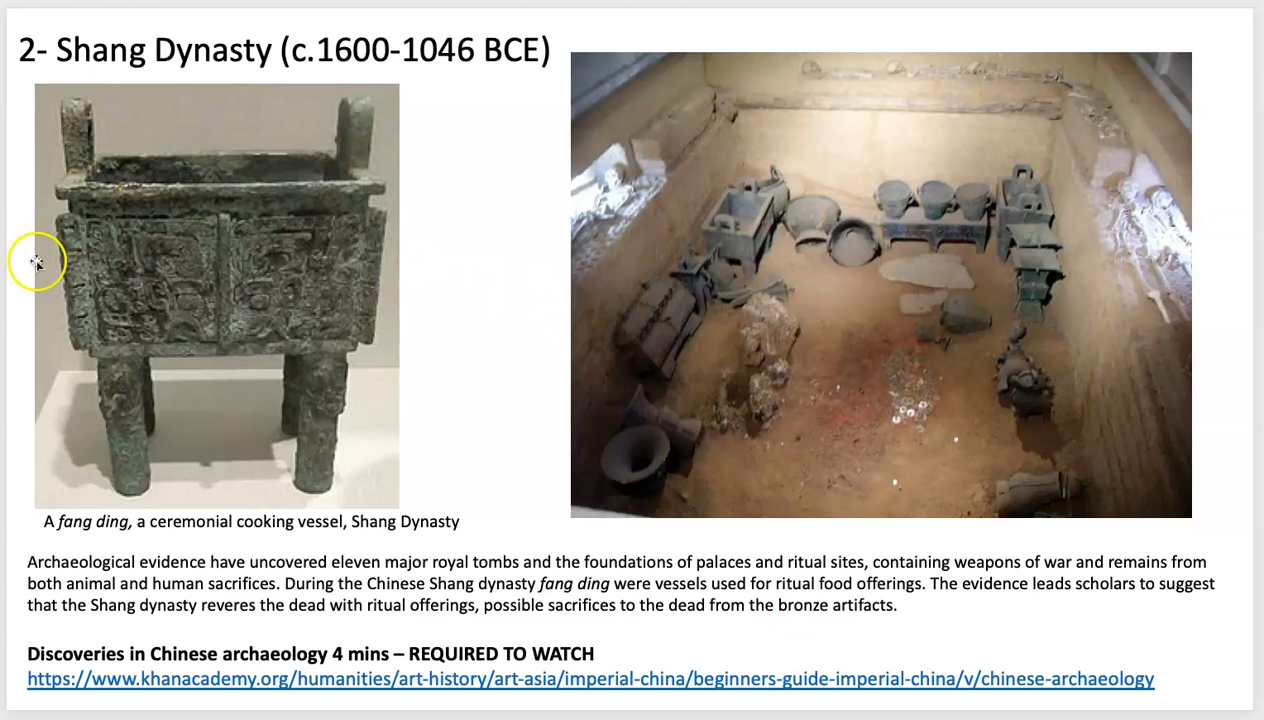 2- Shang Dynasty (c.1600-1046 BCE)
A fang ding, a ceremonial cooking vessel, Shang Dynasty
Archaeological evidence have uncovered eleven major royal tombs and the foundations of palaces and ritual sites, containing weapons of war and remains from
both animal and human sacrifices. During the Chinese Shang dynasty fang ding were vessels used for ritual food offerings. The evidence leads scholars to suggest
that the Shang dynasty reveres the dead with ritual offerings, possible sacrifices to the dead from the bronze artifacts.
Discoveries in Chinese archaeology 4 mins – REQUIRED TO WATCH
https://www.khanacademy.org/humanities/art-history/art-asia/imperial-china/beginners-guide-imperial-china/v/chinese-archaeology